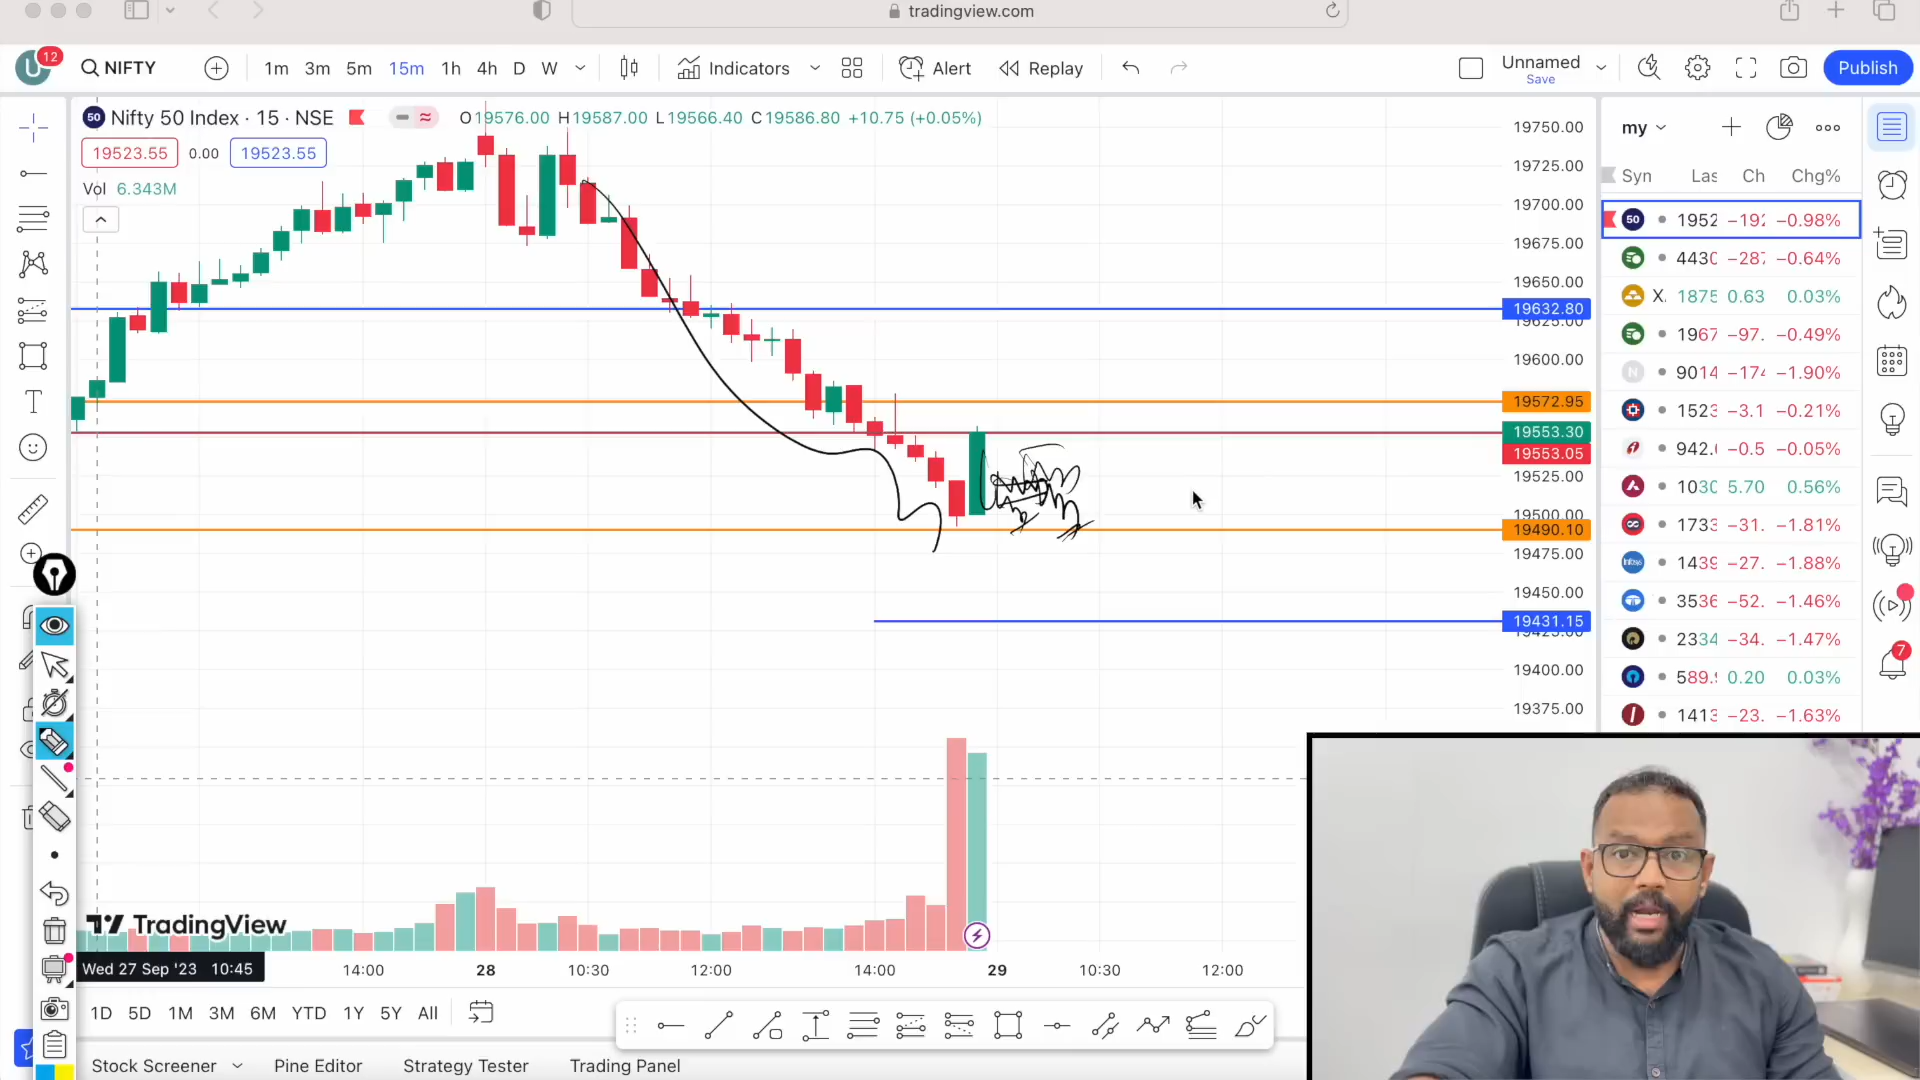 tradingview.com
U 12 NIFTY 1m 3m 5m 15m 1h 4h D W Indicators Alert Replay Unnamed Save Publish
50 Nifty 50 Index · 15 · NSE O19576.00 H19587.00 L19566.40 C19586.80 +10.75 (+0.05%)
19523.55 0.00 19523.55
Vol 6.343M
19750.00
19725.00
19700.00
19675.00
19650.00
19632.80
19625.00
19600.00
19572.95
19553.30
19553.05
19525.00
19500.00
19490.10
19475.00
19450.00
19431.15
19425.00
19400.00
19375.00
my
Syn Las Ch Chg%
50 1952 −192 −0.98%
4430 −287 −0.64%
X. 1875 0.63 0.03%
1967 −97. −0.49%
N 9014 −174 −1.90%
1523 −3.1 −0.21%
942. −0.5 −0.05%
1030 5.70 0.56%
1733 −31. −1.81%
1439 −27. −1.88%
3536 −52. −1.46%
2334 −34. −1.47%
589. 0.20 0.03%
1413 −23. −1.63%
7
TradingView
Wed 27 Sep '23 10:45 14:00 28 10:30 12:00 14:00 29 10:30 12:00
1D 5D 1M 3M 6M YTD 1Y 5Y All
Stock Screener Pine Editor Strategy Tester Trading Panel